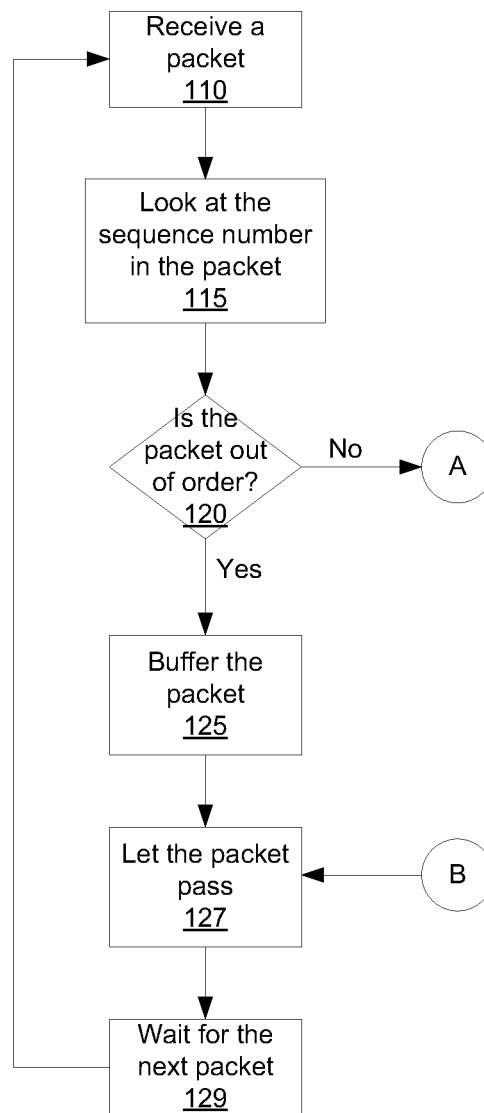 Receive a
packet
110
Look at the
sequence number
in the packet
115
Is the
packet out
of order?
120
No
A
Yes
Buffer the
packet
125
Let the packet
pass
127
B
Wait for the
next packet
129